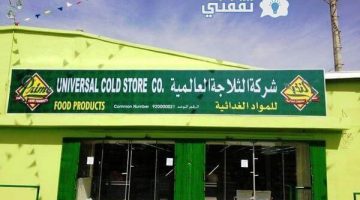 ثقفني
UNIVERSAL COLD STORE CO. شركة الثلاجة العالمية
FOOD PRODUCTS Common Number 920000021 الرقم الموحد للمواد الغذائية